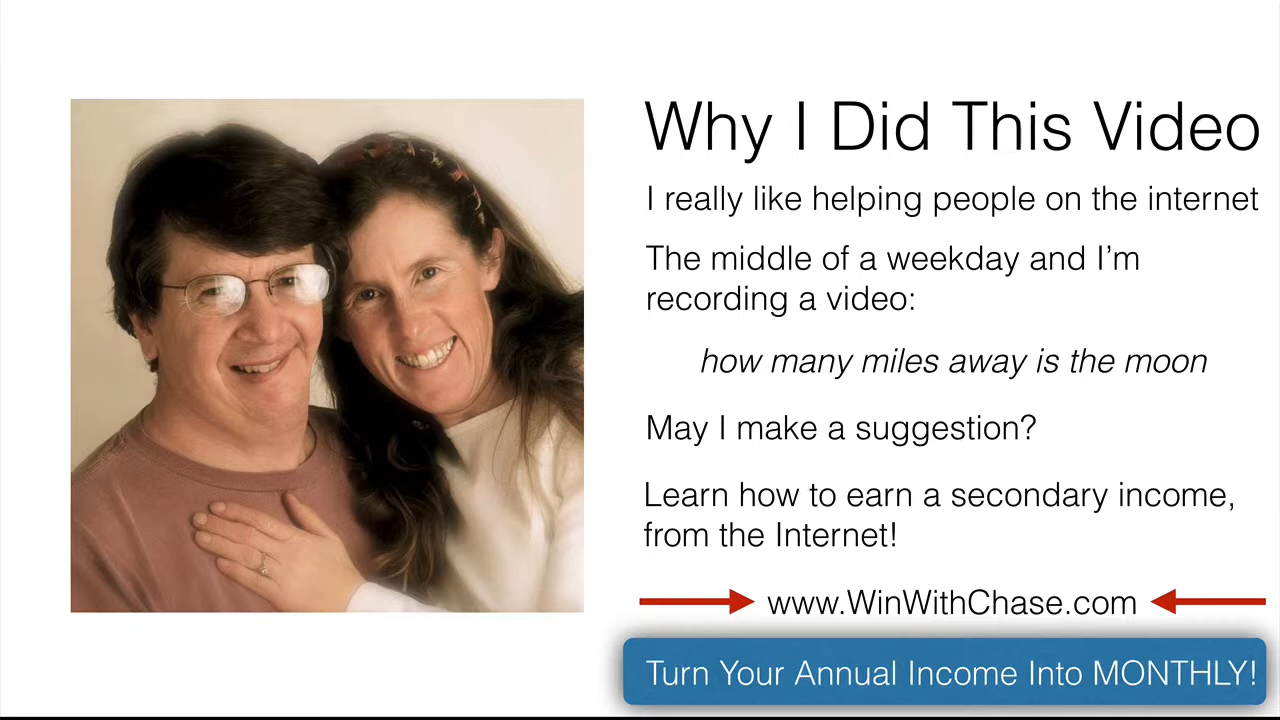 Why I Did This Video
I really like helping people on the internet
The middle of a weekday and I'm
recording a video:
how many miles away is the moon
May I make a suggestion?
Learn how to earn a secondary income,
from the Internet!
www.WinWithChase.com
Turn Your Annual Income Into MONTHLY!